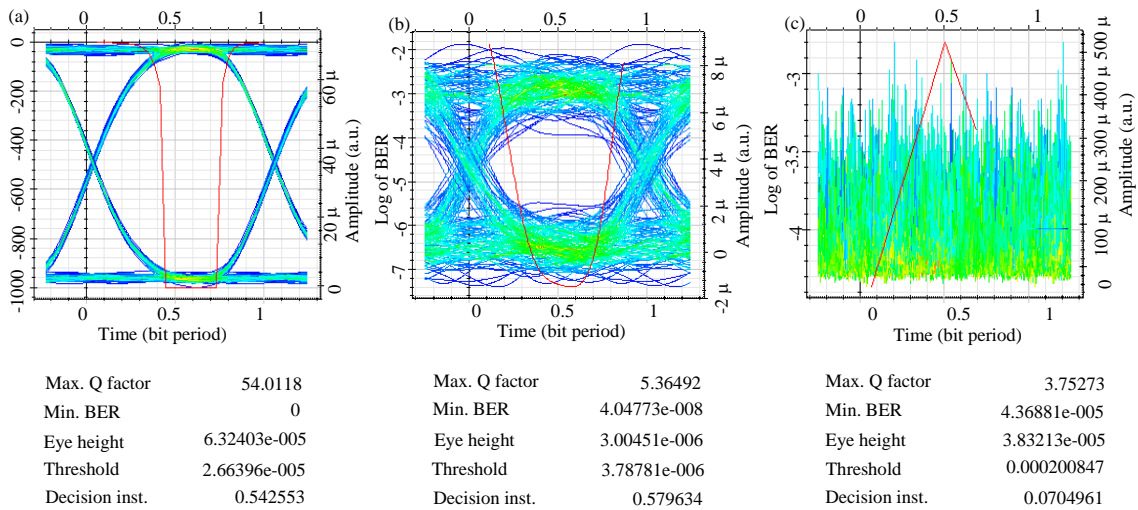 (a)
0 0.5 1
0
-200
-400
-600
-800
-1000
60 μ
40 μ
20 μ
0
Amplitude (a.u.)
0 0.5 1
Time (bit period)
Max. Q factor 54.0118
Min. BER 0
Eye height 6.32403e-005
Threshold 2.66396e-005
Decision inst. 0.542553
(b)
0 0.5 1
Log of BER
-2
-3
-4
-5
-6
-7
8 μ
6 μ
4 μ
2 μ
0
-2 μ
Amplitude (a.u.)
0 0.5 1
Time (bit period)
Max. Q factor 5.36492
Min. BER 4.04773e-008
Eye height 3.00451e-006
Threshold 3.78781e-006
Decision inst. 0.579634
(c)
0 0.5 1
Log of BER
-3
-3.5
-4
500 μ
400 μ
300 μ
200 μ
100 μ
0
Amplitude (a.u.)
0 0.5 1
Time (bit period)
Max. Q factor 3.75273
Min. BER 4.36881e-005
Eye height 3.83213e-005
Threshold 0.000200847
Decision inst. 0.0704961